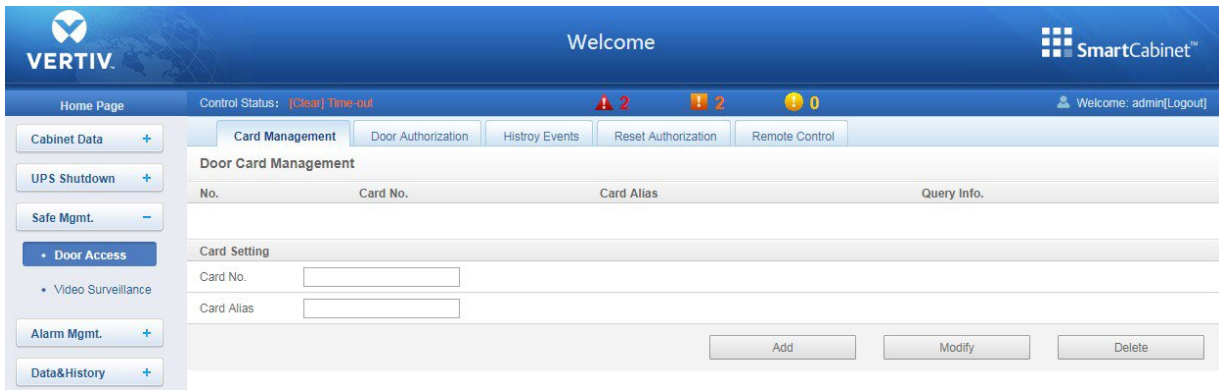 VERTIV.
Welcome
SmartCabinet™
Home Page
Control Status: [Clear] Time-out
2
2
0
Welcome: admin[Logout]
Cabinet Data +
UPS Shutdown +
Safe Mgmt. −
• Door Access
• Video Surveillance
Alarm Mgmt. +
Data&History +
Card Management
Door Authorization
Histroy Events
Reset Authorization
Remote Control
Door Card Management
No. Card No. Card Alias Query Info.
Card Setting
Card No.
Card Alias
Add Modify Delete